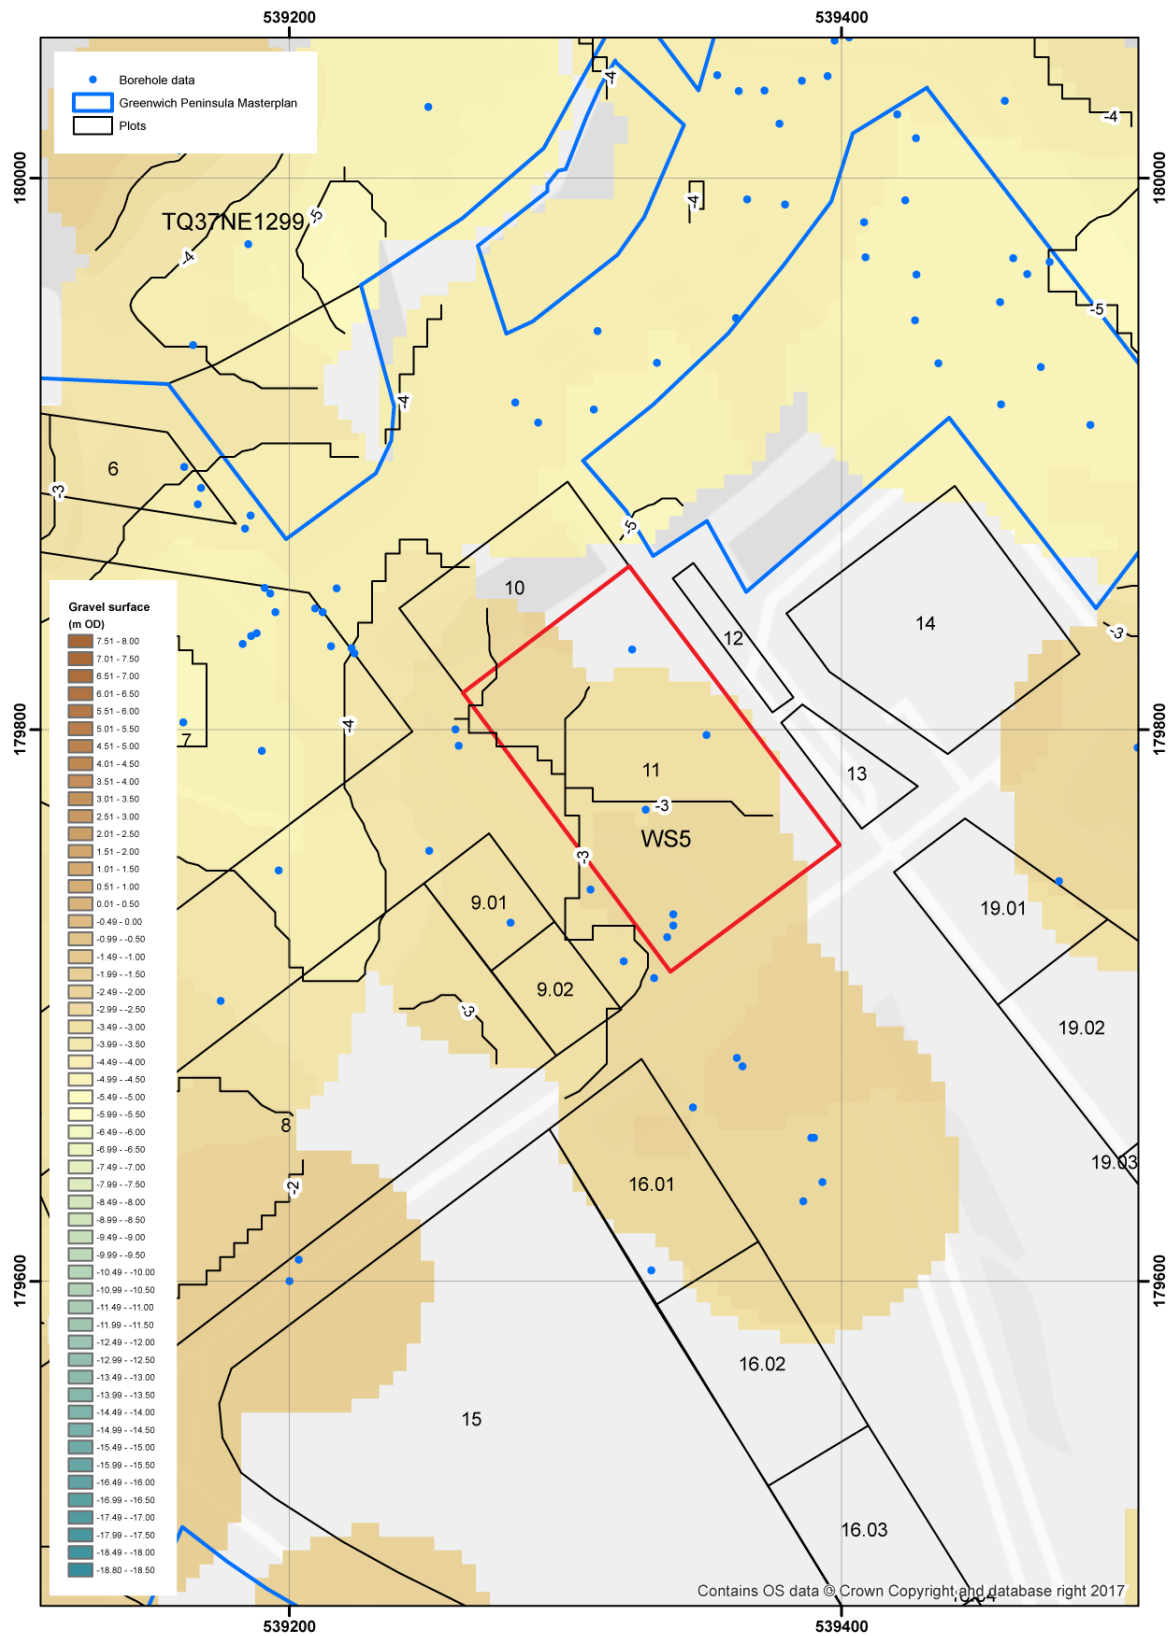 539200
539400
Borehole data
Greenwich Peninsula Masterplan
Plots
-4
-4
180000
180000
TQ37NE1299
-5
-4
-4
-5
-4
6
-3
-5
10
14
-3
12
Gravel surface
(m OD)
7.51 - 8.00
7.01 - 7.50
6.51 - 7.00
6.01 - 6.50
5.51 - 6.00
5.01 - 5.50
4.51 - 5.00
4.01 - 4.50
3.51 - 4.00
3.01 - 3.50
2.51 - 3.00
2.01 - 2.50
1.51 - 2.00
1.01 - 1.50
0.51 - 1.00
0.01 - 0.50
-0.49 - 0.00
-0.99 - -0.50
-1.49 - -1.00
-1.99 - -1.50
-2.49 - -2.00
-2.99 - -2.50
-3.49 - -3.00
-3.99 - -3.50
-4.49 - -4.00
-4.99 - -4.50
-5.49 - -5.00
-5.99 - -5.50
-6.49 - -6.00
-6.99 - -6.50
-7.49 - -7.00
-7.99 - -7.50
-8.49 - -8.00
-8.99 - -8.50
-9.49 - -9.00
-9.99 - -9.50
-10.49 - -10.00
-10.99 - -10.50
-11.49 - -11.00
-11.99 - -11.50
-12.49 - -12.00
-12.99 - -12.50
-13.49 - -13.00
-13.99 - -13.50
-14.49 - -14.00
-14.99 - -14.50
-15.49 - -15.00
-15.99 - -15.50
-16.49 - -16.00
-16.99 - -16.50
-17.49 - -17.00
-17.99 - -17.50
-18.49 - -18.00
-18.80 - -18.50
179800
179800
7
-4
11
13
-3
WS5
-3
9.01
19.01
9.02
-3
19.02
8
19.03
-2
16.01
179600
179600
16.02
15
16.03
Contains OS data © Crown Copyright and database right 2017
539200
539400